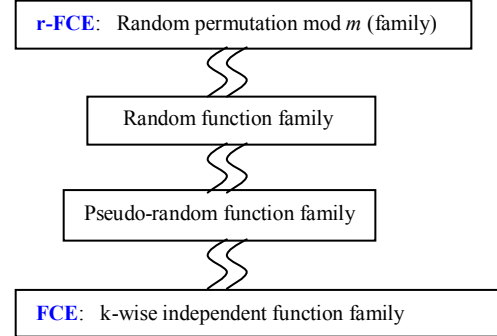 r-FCE: Random permutation mod m (family)
Random function family
Pseudo-random function family
FCE: k-wise independent function family